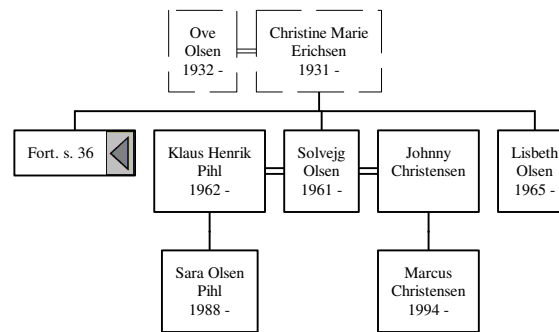 Ove
Olsen
1932 -
Christine Marie
Erichsen
1931 -
Fort. s. 36
Klaus Henrik
Pihl
1962 -
Solvejg
Olsen
1961 -
Johnny
Christensen
Lisbeth
Olsen
1965 -
Sara Olsen
Pihl
1988 -
Marcus
Christensen
1994 -